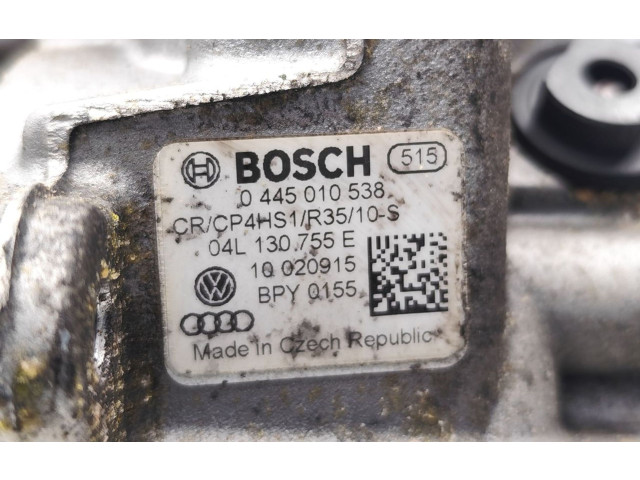 BOSCH 515
0 445 010 538
CR/CP4HS1/R35/10-S
04L 130 755 E
10 020915
BPY 0155
Made In Czech Republic